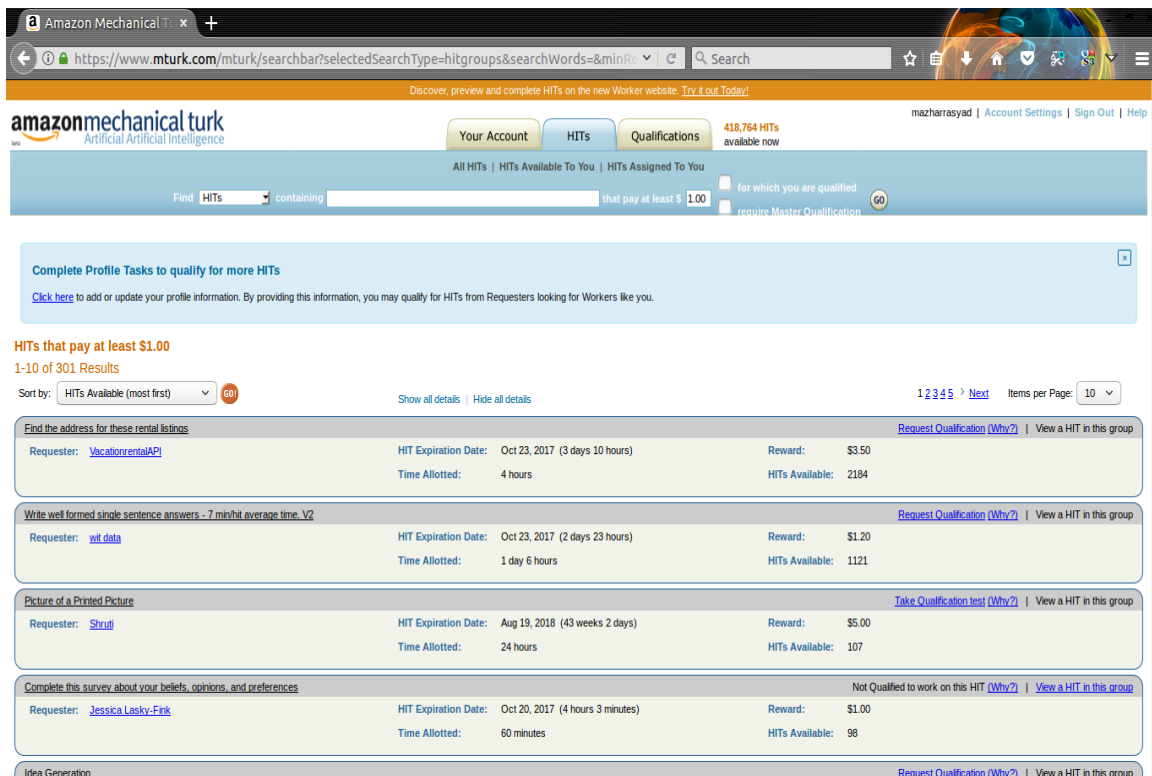 Amazon Mechanical T
https://www.mturk.com/mturk/searchbar?selectedSearchType=hitgroups&searchWords=&minRe
Search
Discover, preview and complete HITs on the new Worker website. Try it out Today!
amazonmechanical turk
Artificial Artificial Intelligence
beta
Your Account
HITs
Qualifications
418,764 HITs
available now
mazharrasyad | Account Settings | Sign Out | Help
All HITs | HITs Available To You | HITs Assigned To You
Find HITs containing that pay at least $ 1.00
for which you are qualified
require Master Qualification
GO
Complete Profile Tasks to qualify for more HITs
Click here to add or update your profile information. By providing this information, you may qualify for HITs from Requesters looking for Workers like you.
HITs that pay at least $1.00
1-10 of 301 Results
Sort by: HITs Available (most first) GO!
Show all details | Hide all details
1 2 3 4 5 > Next Items per Page: 10
Find the address for these rental listings Request Qualification (Why?) | View a HIT in this group
Requester: VacationrentalAPI HIT Expiration Date: Oct 23, 2017 (3 days 10 hours) Reward: $3.50
Time Allotted: 4 hours HITs Available: 2184
Write well formed single sentence answers - 7 min/hit average time. V2 Request Qualification (Why?) | View a HIT in this group
Requester: wit data HIT Expiration Date: Oct 23, 2017 (2 days 23 hours) Reward: $1.20
Time Allotted: 1 day 6 hours HITs Available: 1121
Picture of a Printed Picture Take Qualification test (Why?) | View a HIT in this group
Requester: Shruti HIT Expiration Date: Aug 19, 2018 (43 weeks 2 days) Reward: $5.00
Time Allotted: 24 hours HITs Available: 107
Complete this survey about your beliefs, opinions, and preferences Not Qualified to work on this HIT (Why?) | View a HIT in this group
Requester: Jessica Lasky-Fink HIT Expiration Date: Oct 20, 2017 (4 hours 3 minutes) Reward: $1.00
Time Allotted: 60 minutes HITs Available: 98
Idea Generation Request Qualification (Why?) | View a HIT in this group